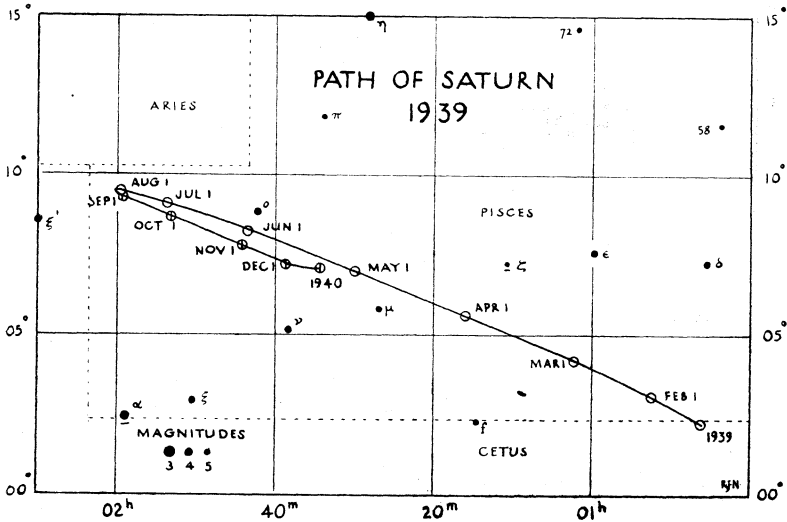 15° η 72 15°
PATH OF SATURN
1939
ARIES π
58
10° 10°
AUG 1
SEP 1 JUL 1
ξ' OCT 1 ο JUN 1 PISCES
NOV 1 ζ ε δ
DEC 1 MAY 1
1940
μ APR 1
05° ν 05°
MAR 1
FEB 1
α ξ
f 1939
MAGNITUDES CETUS
3 4 5
RJN
00° 00°
02h 40m 20m 01h